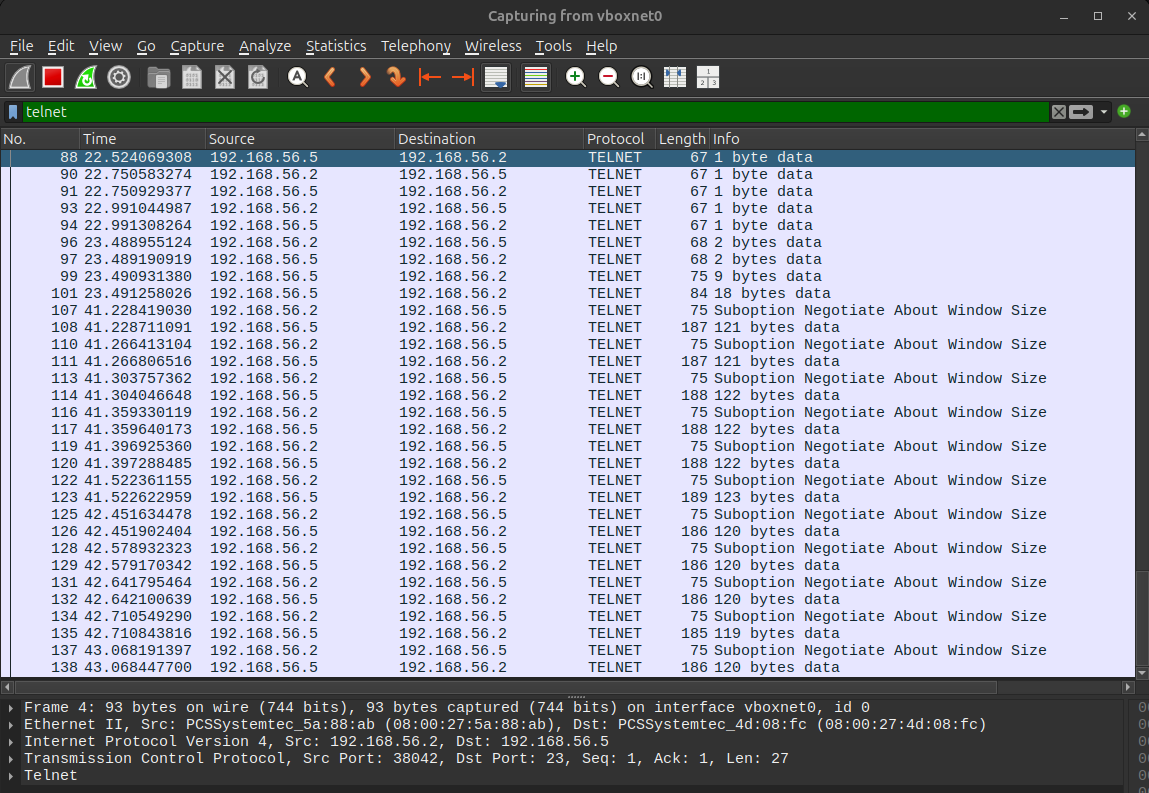 Capturing from vboxnet0
File Edit View Go Capture Analyze Statistics Telephony Wireless Tools Help
telnet
No. Time Source Destination Protocol Length Info
88 22.524069308 192.168.56.5 192.168.56.2 TELNET 67 1 byte data
90 22.750583274 192.168.56.2 192.168.56.5 TELNET 67 1 byte data
91 22.750929377 192.168.56.5 192.168.56.2 TELNET 67 1 byte data
93 22.991044987 192.168.56.2 192.168.56.5 TELNET 67 1 byte data
94 22.991308264 192.168.56.5 192.168.56.2 TELNET 67 1 byte data
96 23.488955124 192.168.56.2 192.168.56.5 TELNET 68 2 bytes data
97 23.489190919 192.168.56.5 192.168.56.2 TELNET 68 2 bytes data
99 23.490931380 192.168.56.5 192.168.56.2 TELNET 75 9 bytes data
101 23.491258026 192.168.56.5 192.168.56.2 TELNET 84 18 bytes data
107 41.228419030 192.168.56.2 192.168.56.5 TELNET 75 Suboption Negotiate About Window Size
108 41.228711091 192.168.56.5 192.168.56.2 TELNET 187 121 bytes data
110 41.266413104 192.168.56.2 192.168.56.5 TELNET 75 Suboption Negotiate About Window Size
111 41.266806516 192.168.56.5 192.168.56.2 TELNET 187 121 bytes data
113 41.303757362 192.168.56.2 192.168.56.5 TELNET 75 Suboption Negotiate About Window Size
114 41.304046648 192.168.56.5 192.168.56.2 TELNET 188 122 bytes data
116 41.359330119 192.168.56.2 192.168.56.5 TELNET 75 Suboption Negotiate About Window Size
117 41.359640173 192.168.56.5 192.168.56.2 TELNET 188 122 bytes data
119 41.396925360 192.168.56.2 192.168.56.5 TELNET 75 Suboption Negotiate About Window Size
120 41.397288485 192.168.56.5 192.168.56.2 TELNET 188 122 bytes data
122 41.522361155 192.168.56.2 192.168.56.5 TELNET 75 Suboption Negotiate About Window Size
123 41.522622959 192.168.56.5 192.168.56.2 TELNET 189 123 bytes data
125 42.451634478 192.168.56.2 192.168.56.5 TELNET 75 Suboption Negotiate About Window Size
126 42.451902404 192.168.56.5 192.168.56.2 TELNET 186 120 bytes data
128 42.578932323 192.168.56.2 192.168.56.5 TELNET 75 Suboption Negotiate About Window Size
129 42.579170342 192.168.56.5 192.168.56.2 TELNET 186 120 bytes data
131 42.641795464 192.168.56.2 192.168.56.5 TELNET 75 Suboption Negotiate About Window Size
132 42.642100639 192.168.56.5 192.168.56.2 TELNET 186 120 bytes data
134 42.710549290 192.168.56.2 192.168.56.5 TELNET 75 Suboption Negotiate About Window Size
135 42.710843816 192.168.56.5 192.168.56.2 TELNET 185 119 bytes data
137 43.068191397 192.168.56.2 192.168.56.5 TELNET 75 Suboption Negotiate About Window Size
138 43.068447700 192.168.56.5 192.168.56.2 TELNET 186 120 bytes data
Frame 4: 93 bytes on wire (744 bits), 93 bytes captured (744 bits) on interface vboxnet0, id 0
Ethernet II, Src: PCSSystemtec_5a:88:ab (08:00:27:5a:88:ab), Dst: PCSSystemtec_4d:08:fc (08:00:27:4d:08:fc)
Internet Protocol Version 4, Src: 192.168.56.2, Dst: 192.168.56.5
Transmission Control Protocol, Src Port: 38042, Dst Port: 23, Seq: 1, Ack: 1, Len: 27
Telnet